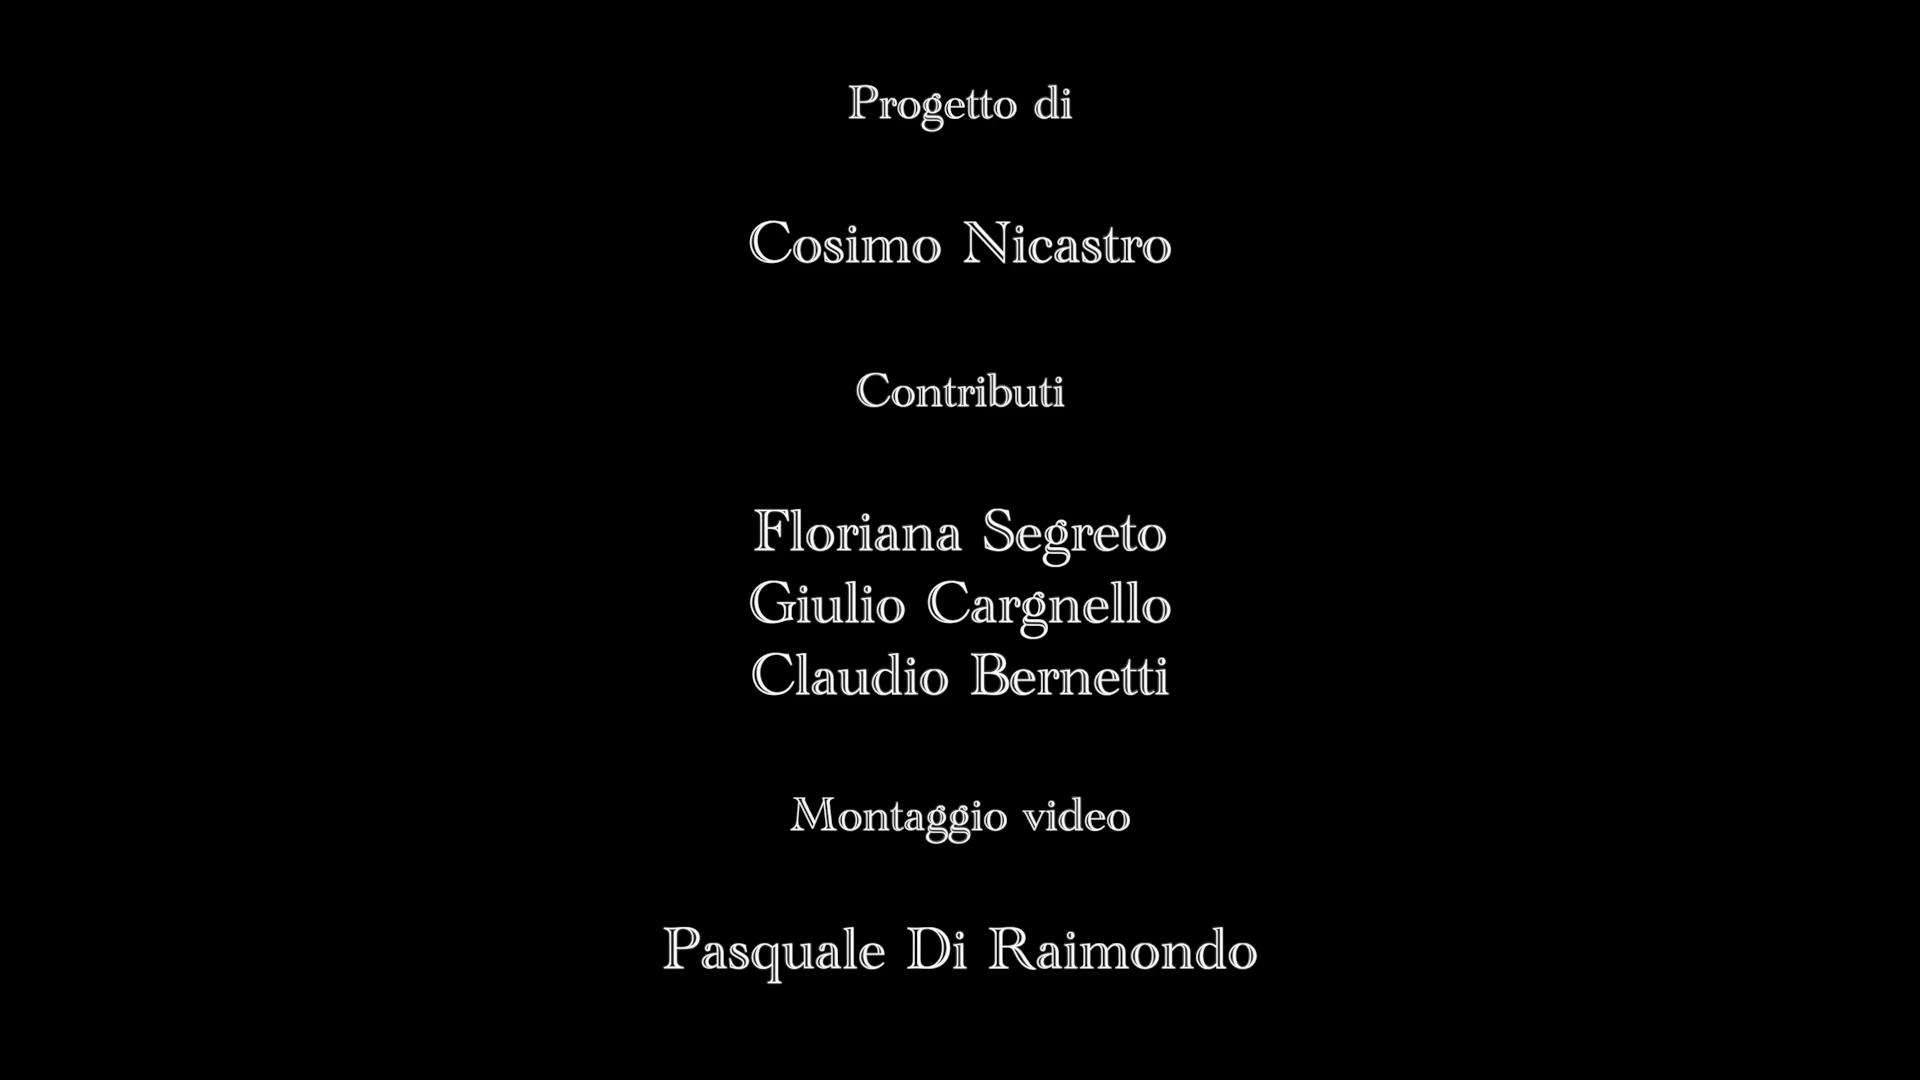 Progetto di
Cosimo Nicastro
Contributi
Floriana Segreto
Giulio Cargnello
Claudio Bernetti
Montaggio video
Pasquale Di Raimondo